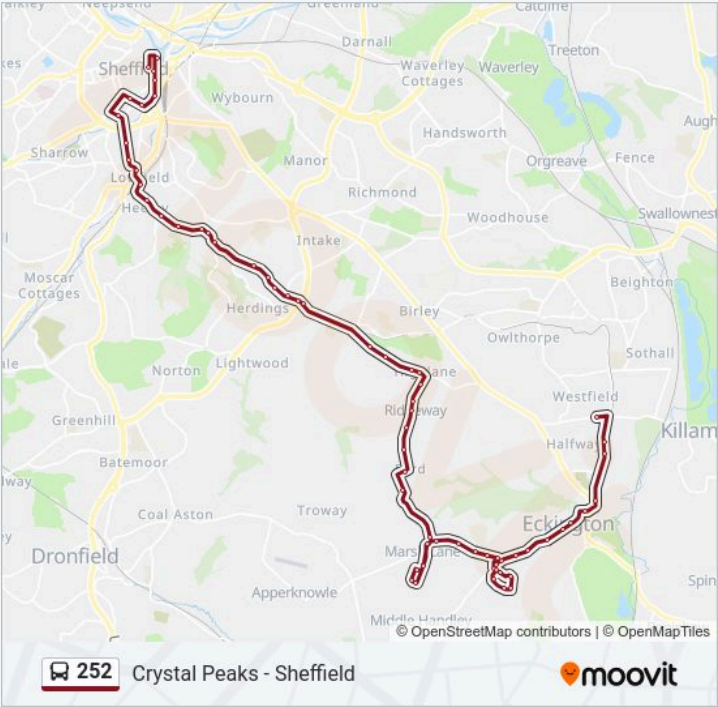 Neepsend
Greenland
Catcliffe
Darnall
Treeton
Waverley
Cottages
Waverley
Sheffield
Wybourn
Handsworth
Sharrow
Manor
Orgreave
Fence
Richmond
Woodhouse
Swallownest
Intake
Moscar
Cottages
Beighton
Herdings
Birley
Owlthorpe
Sothall
Norton
Lightwood
Westfield
Ridgeway
Greenhill
Halfway
Killam
Batemoor
Coal Aston
Troway
Eckington
Dronfield
Marsh Lane
Apperknowle
Spin
Middle Handley
© OpenStreetMap contributors | © OpenMapTiles
252 Crystal Peaks - Sheffield
moovit